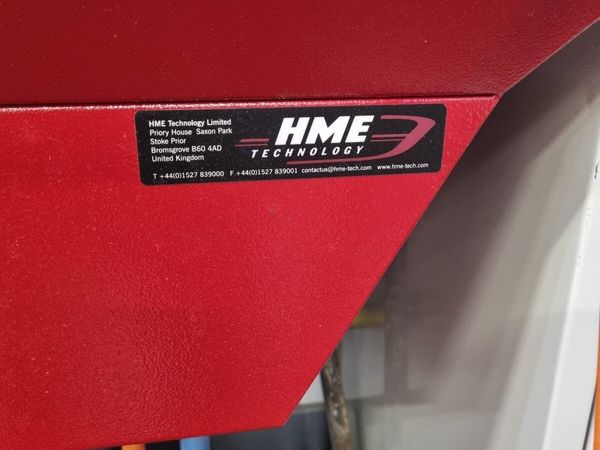 HME Technology Limited
Priory House Saxon Park
Stoke Prior
Bromsgrove B60 4AD
United Kingdom
HME
TECHNOLOGY
T +44(0)1527 839000 F +44(0)1527 839001 contactus@hme-tech.com www.hme-tech.com